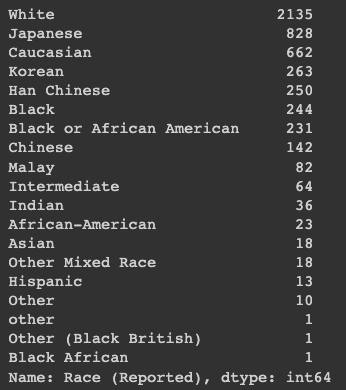 White 2135
Japanese 828
Caucasian 662
Korean 263
Han Chinese 250
Black 244
Black or African American 231
Chinese 142
Malay 82
Intermediate 64
Indian 36
African-American 23
Asian 18
Other Mixed Race 18
Hispanic 13
Other 10
other 1
Other (Black British) 1
Black African 1
Name: Race (Reported), dtype: int64